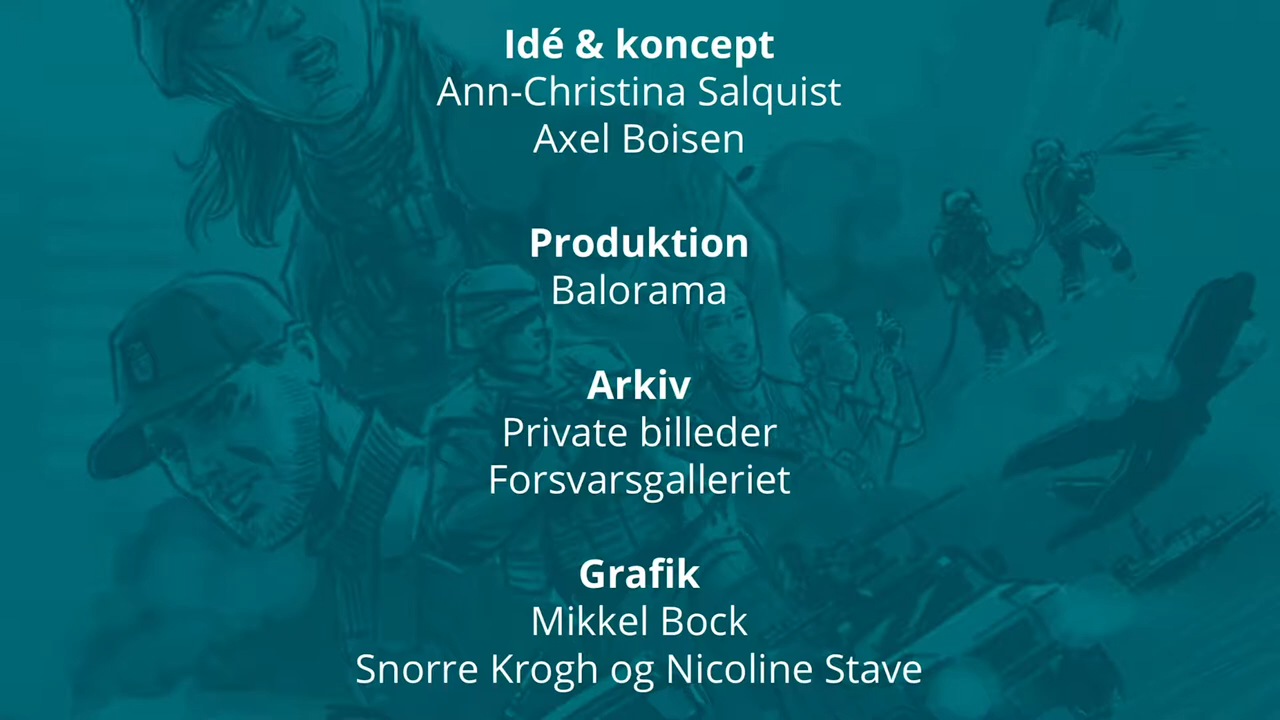 Idé & koncept
Ann-Christina Salquist
Axel Boisen
Produktion
Balorama
Arkiv
Private billeder
Forsvarsgalleriet
Grafik
Mikkel Bock
Snorre Krogh og Nicoline Stave